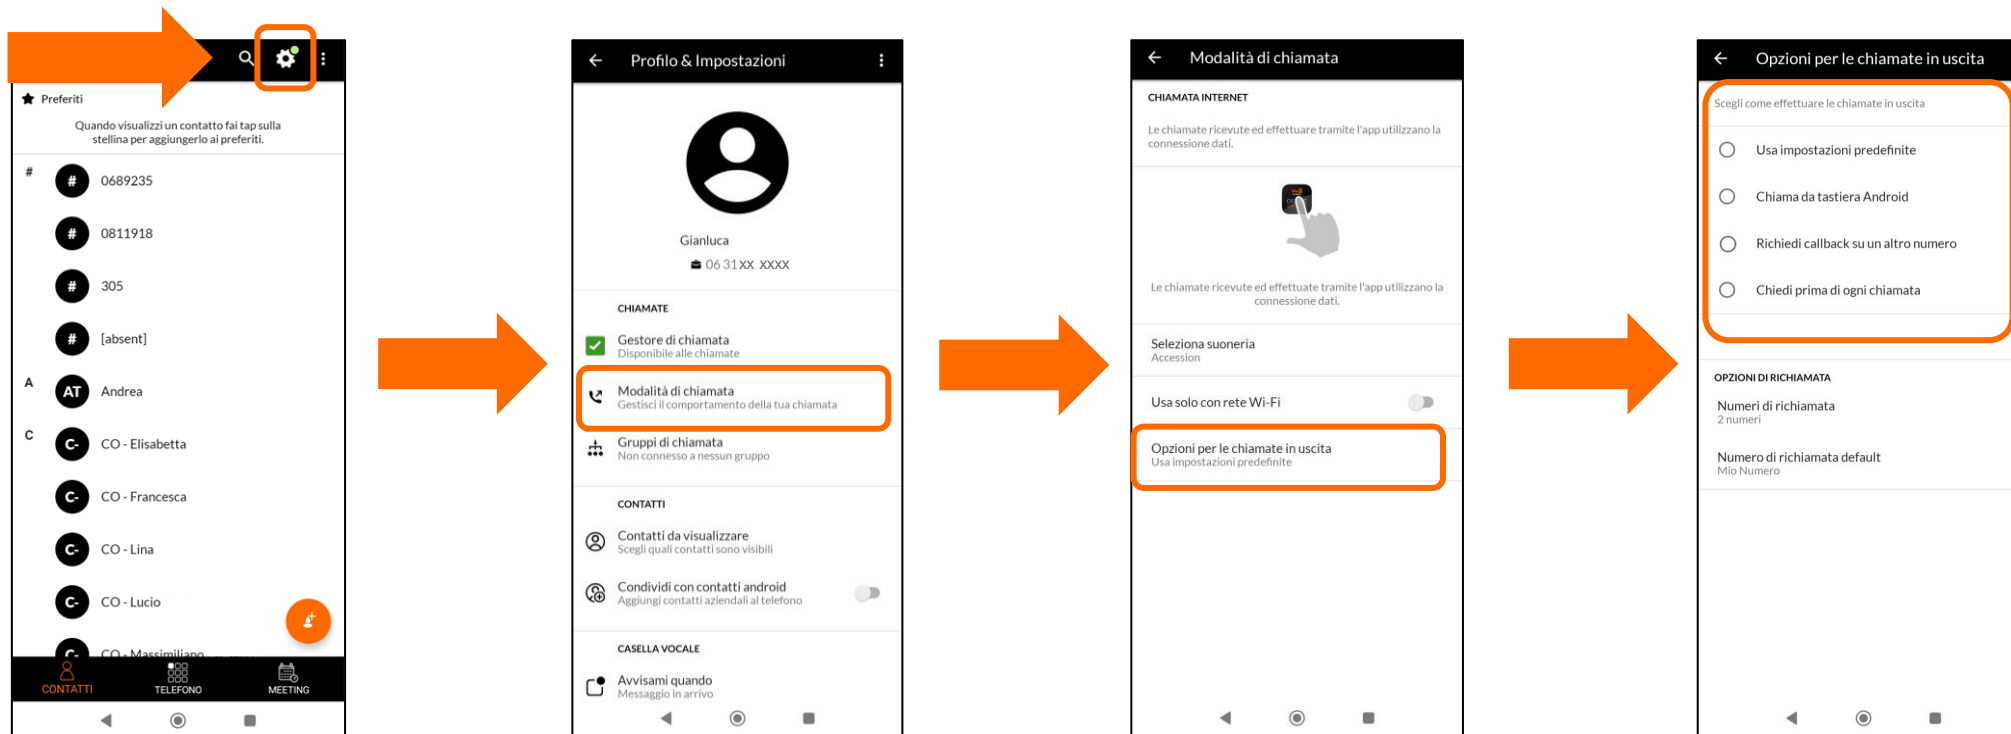 Preferiti
Quando visualizzi un contatto fai tap sulla
stellina per aggiungerlo ai preferiti.
#
# 0689235
# 0811918
# 305
# [absent]
A
AT Andrea
C
C- CO - Elisabetta
C- CO - Francesca
C- CO - Lina
C- CO - Lucio
C- CO - Massimiliano
CONTATTI TELEFONO MEETING
Profilo & Impostazioni
Gianluca
06 31 XX XXXX
CHIAMATE
Gestore di chiamata
Disponibile alle chiamate
Modalità di chiamata
Gestisci il comportamento della tua chiamata
Gruppi di chiamata
Non connesso a nessun gruppo
CONTATTI
Contatti da visualizzare
Scegli quali contatti sono visibili
Condividi con contatti android
Aggiungi contatti aziendali al telefono
CASELLA VOCALE
Avvisami quando
Messaggio in arrivo
Modalità di chiamata
CHIAMATA INTERNET
Le chiamate ricevute ed effettuare tramite l'app utilizzano la
connessione dati.
Le chiamate ricevute ed effettuate tramite l'app utilizzano la
connessione dati.
Seleziona suoneria
Accession
Usa solo con rete Wi-Fi
Opzioni per le chiamate in uscita
Usa impostazioni predefinite
Opzioni per le chiamate in uscita
Scegli come effettuare le chiamate in uscita
Usa impostazioni predefinite
Chiama da tastiera Android
Richiedi callback su un altro numero
Chiedi prima di ogni chiamata
OPZIONI DI RICHIAMATA
Numeri di richiamata
2 numeri
Numero di richiamata default
Mio Numero